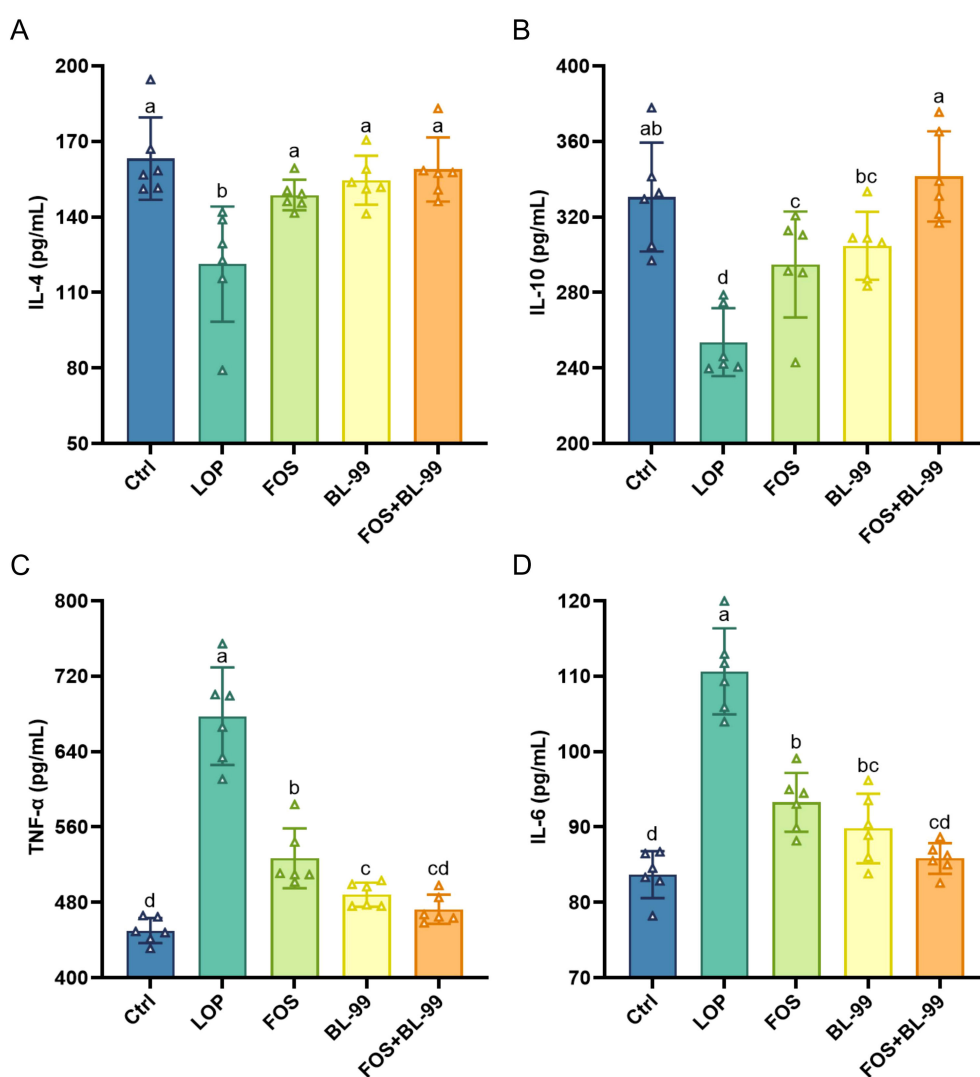 A
IL-4 (pg/mL)
200
170
140
110
80
50
a
b
a
a
a
Ctrl
LOP
FOS
BL-99
FOS+BL-99
B
IL-10 (pg/mL)
400
360
320
280
240
200
ab
d
c
bc
a
Ctrl
LOP
FOS
BL-99
FOS+BL-99
C
TNF-α (pg/mL)
800
720
640
560
480
400
d
a
b
c
cd
Ctrl
LOP
FOS
BL-99
FOS+BL-99
D
IL-6 (pg/mL)
120
110
100
90
80
70
d
a
b
bc
cd
Ctrl
LOP
FOS
BL-99
FOS+BL-99